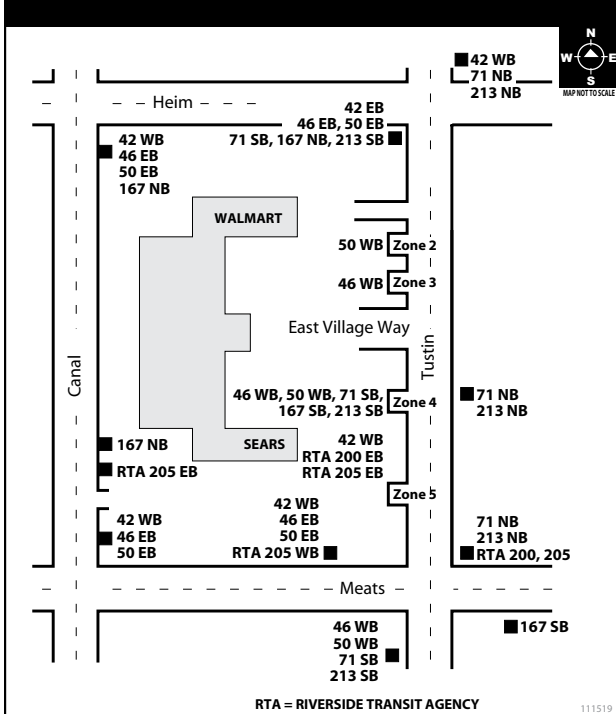 N
W E
S
MAP NOT TO SCALE
42 WB
71 NB
213 NB
Heim
42 EB
46 EB, 50 EB
71 SB, 167 NB, 213 SB
42 WB
46 EB
50 EB
167 NB
WALMART
50 WB Zone 2
46 WB Zone 3
East Village Way
Tustin
Canal
46 WB, 50 WB, 71 SB,
167 SB, 213 SB
Zone 4
71 NB
213 NB
167 NB
RTA 205 EB
SEARS
42 WB
RTA 200 EB
RTA 205 EB
Zone 5
42 WB
46 EB
50 EB
42 WB
46 EB
50 EB
RTA 205 WB
71 NB
213 NB
RTA 200, 205
Meats
46 WB
50 WB
71 SB
213 SB
167 SB
RTA = RIVERSIDE TRANSIT AGENCY
111519